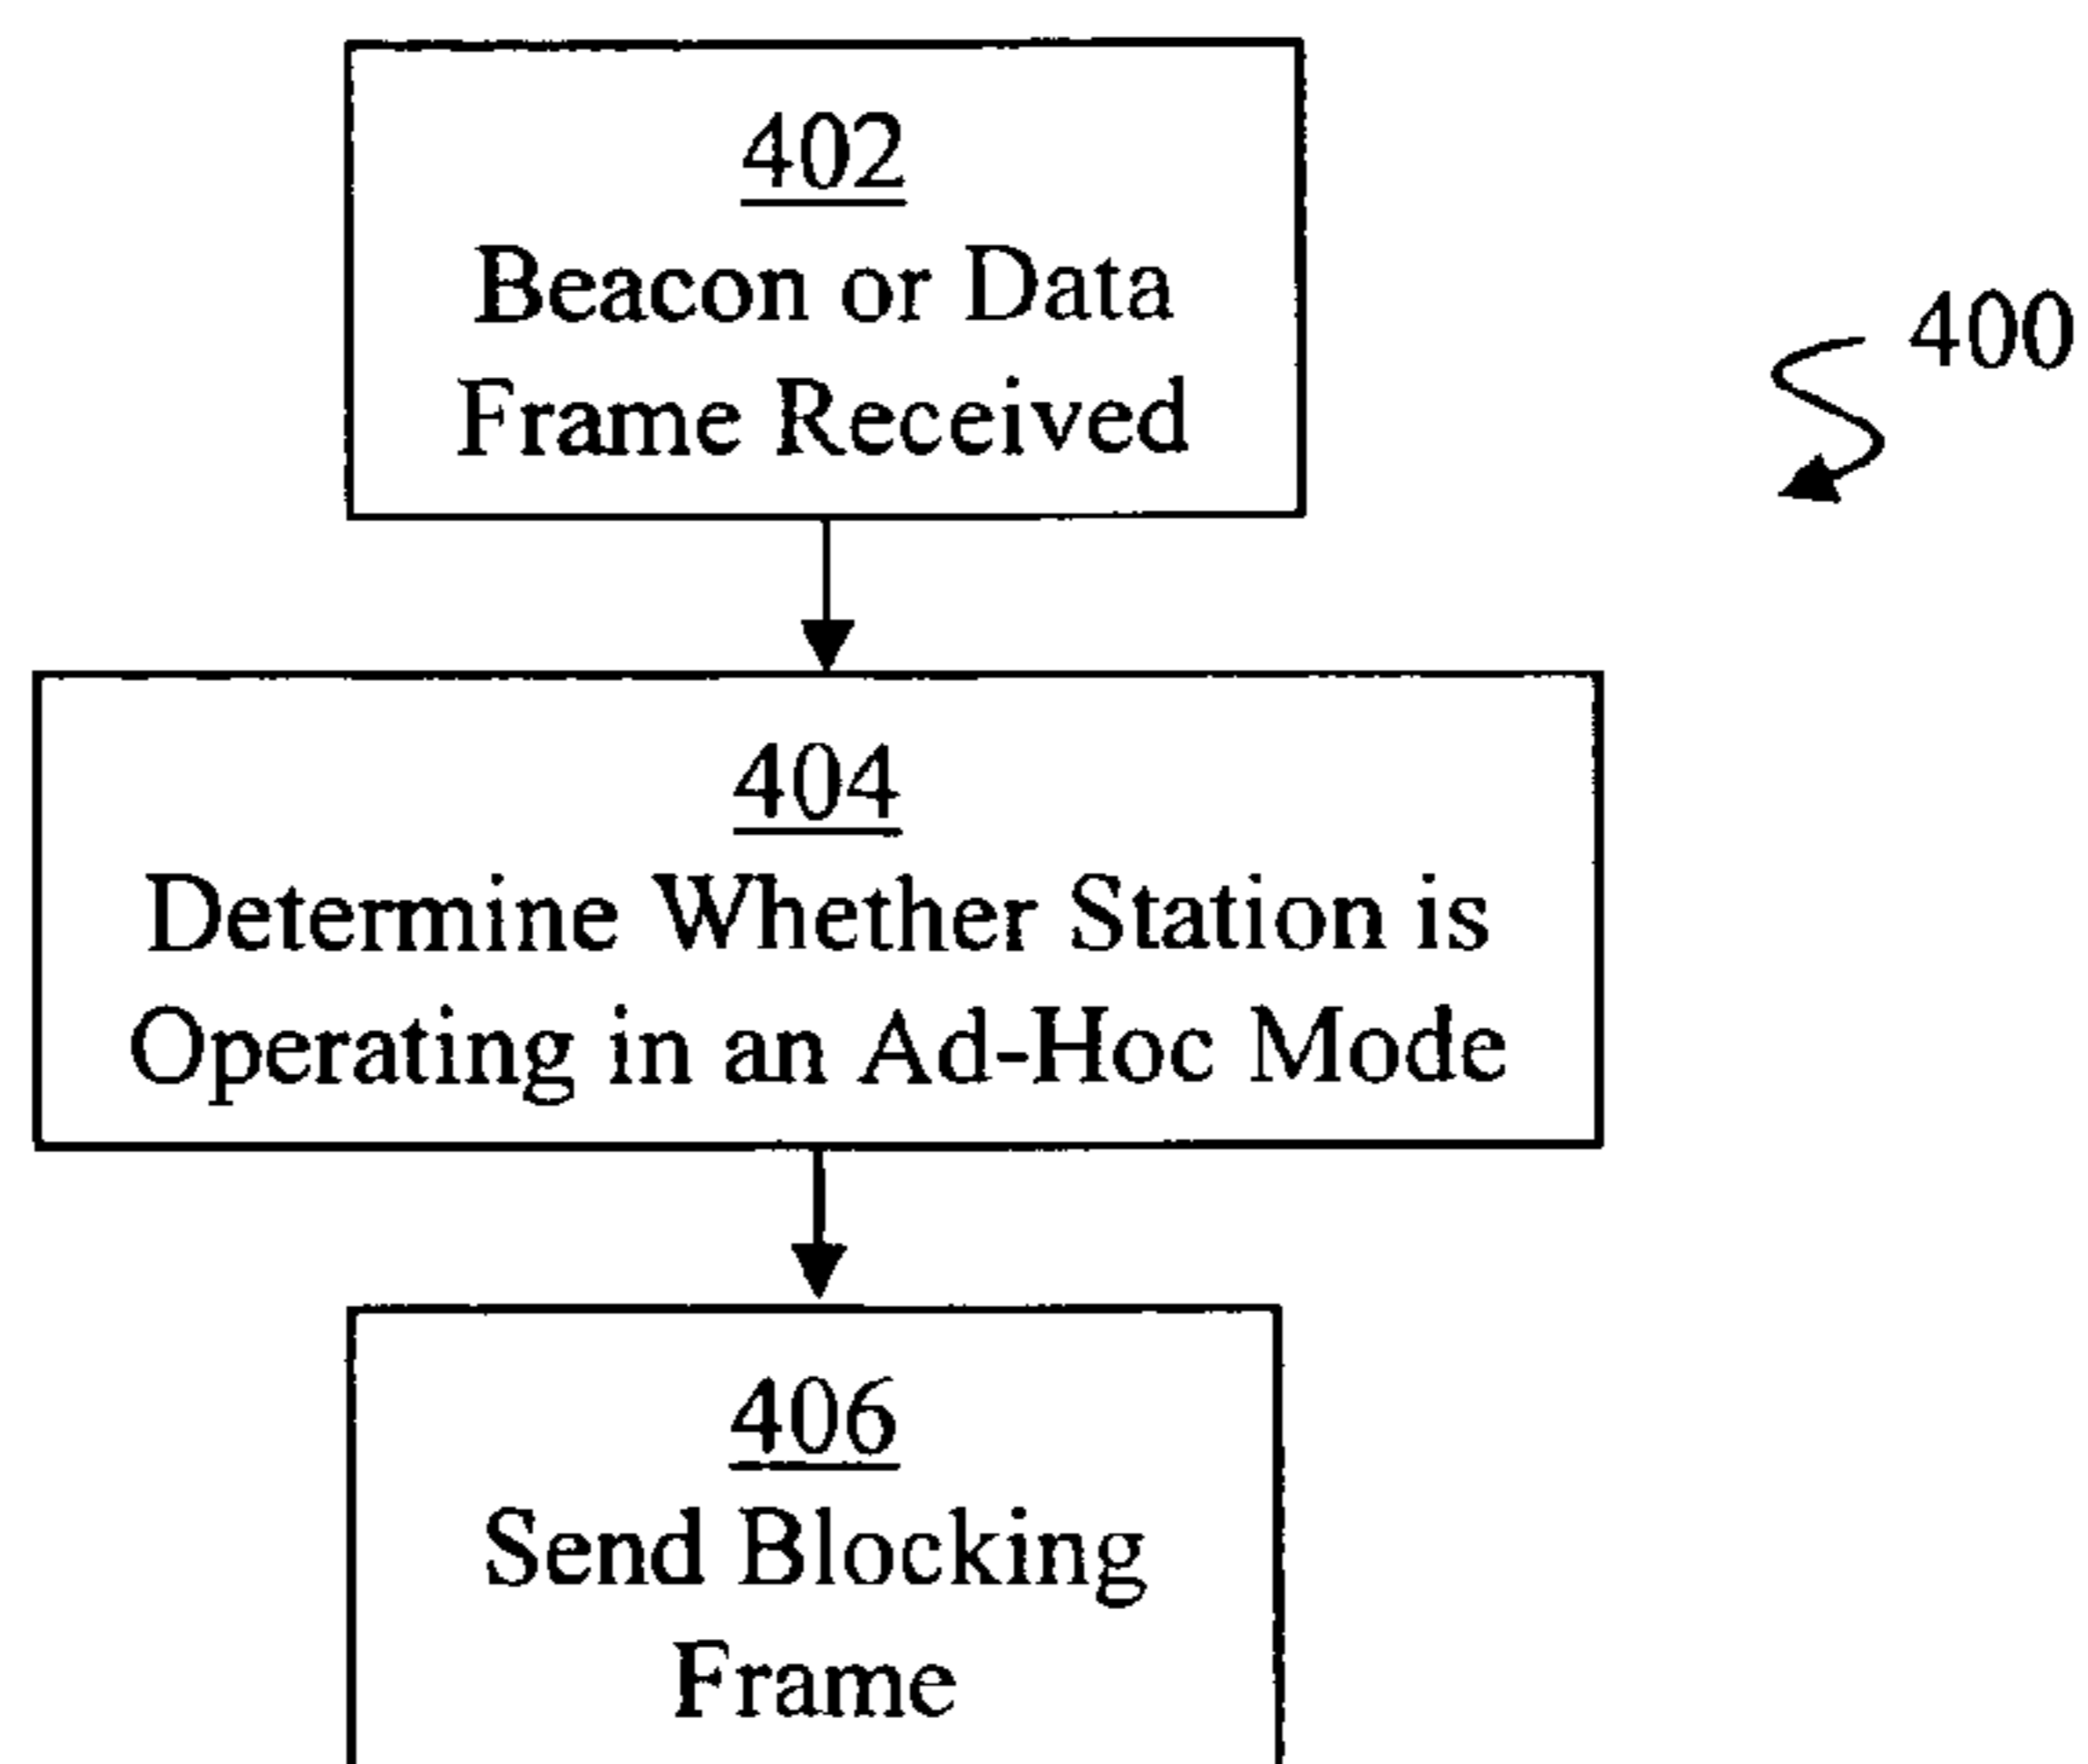 402
Beacon or Data
Frame Received
400
404
Determine Whether Station is
Operating in an Ad-Hoc Mode
406
Send Blocking
Frame